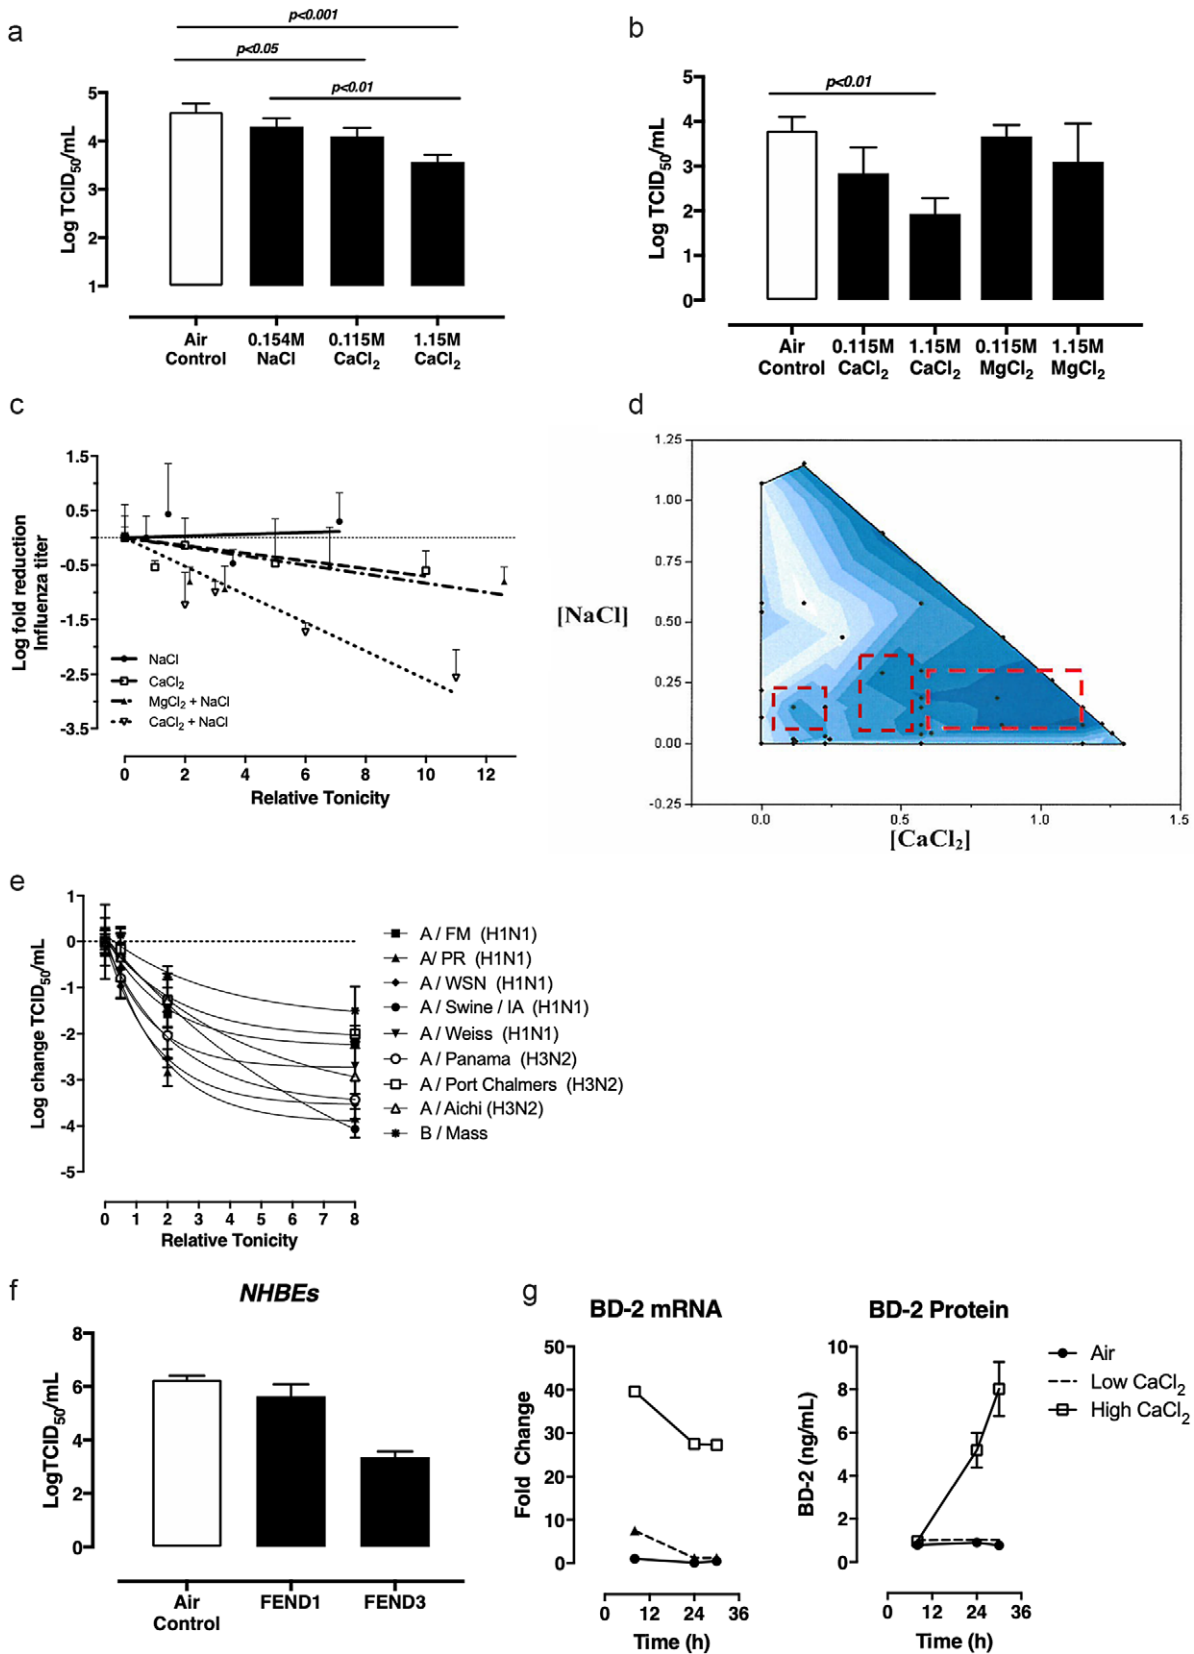 a
p<0.001
p<0.05
p<0.01
5
4
3
2
1
Log TCID50/mL
Air Control
0.154M NaCl
0.115M CaCl2
1.15M CaCl2
b
p<0.01
5
4
3
2
1
0
Log TCID50/mL
Air Control
0.115M CaCl2
1.15M CaCl2
0.115M MgCl2
1.15M MgCl2
c
1.5
0.5
-0.5
-1.5
-2.5
-3.5
Log fold reduction
Influenza titer
NaCl
CaCl2
MgCl2 + NaCl
CaCl2 + NaCl
0 2 4 6 8 10 12
Relative Tonicity
d
1.25
1.00
0.75
0.50
0.25
0.00
-0.25
[NaCl]
0.0 0.5 1.0 1.5
[CaCl2]
e
1
0
-1
-2
-3
-4
-5
Log change TCID50/mL
0 1 2 3 4 5 6 7 8
Relative Tonicity
A / FM (H1N1)
A/ PR (H1N1)
A / WSN (H1N1)
A / Swine / IA (H1N1)
A / Weiss (H1N1)
A / Panama (H3N2)
A / Port Chalmers (H3N2)
A / Aichi (H3N2)
B / Mass
f
NHBEs
8
6
4
2
0
LogTCID50/mL
Air Control
FEND1
FEND3
g
BD-2 mRNA
50
40
30
20
10
0
Fold Change
0 12 24 36
Time (h)
BD-2 Protein
10
8
6
4
2
0
BD-2 (ng/mL)
0 12 24 36
Time (h)
Air
Low CaCl2
High CaCl2